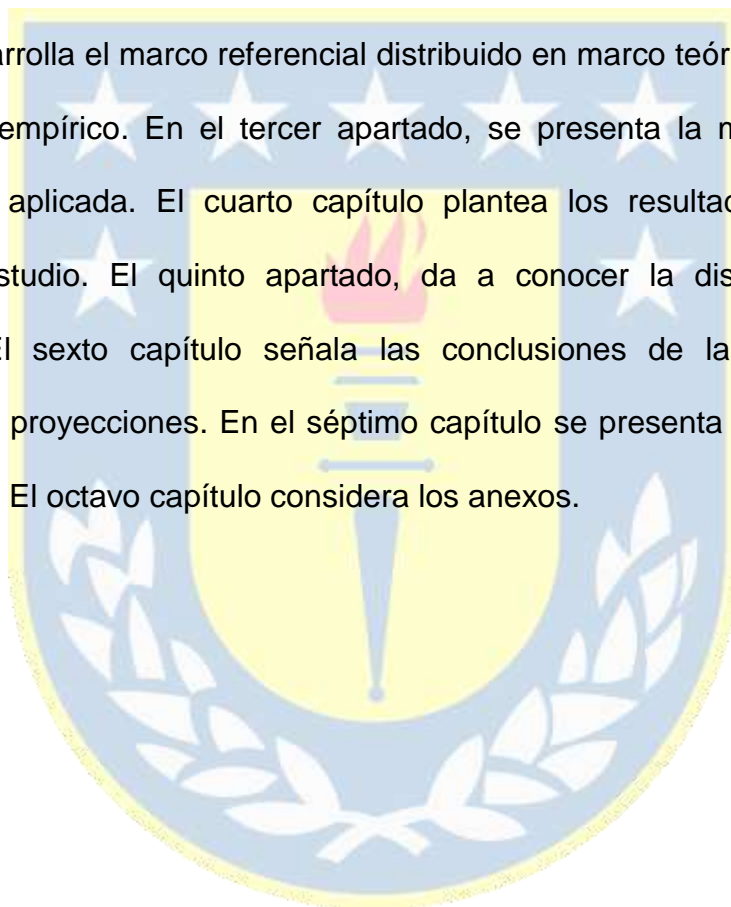 arrolla el marco referencial distribuido en marco teór
empírico. En el tercer apartado, se presenta la m
aplicada. El cuarto capítulo plantea los resultad
studio. El quinto apartado, da a conocer la dis
El sexto capítulo señala las conclusiones de la
proyecciones. En el séptimo capítulo se presenta
El octavo capítulo considera los anexos.